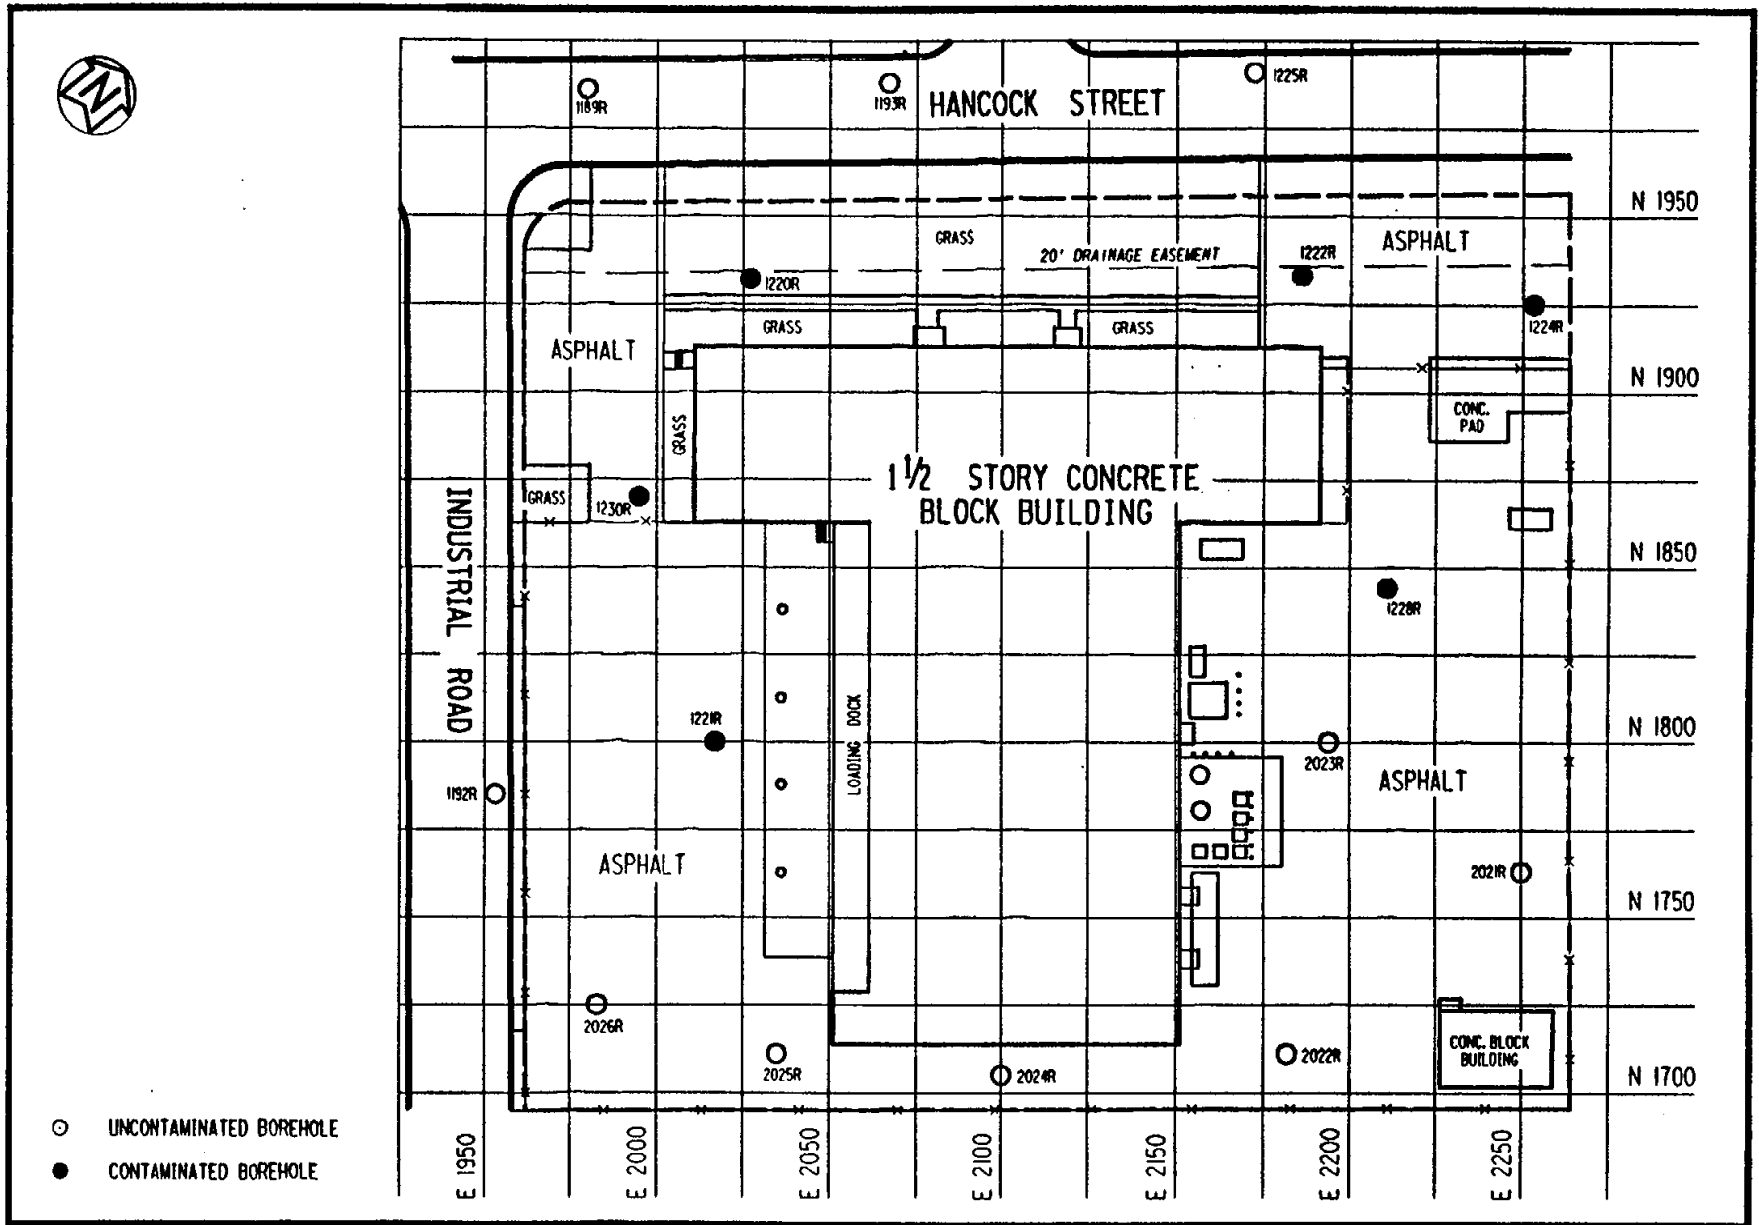 N
1189R
1193R
HANCOCK STREET
1225R
N 1950
GRASS
ASPHALT
20' DRAINAGE EASEMENT
1222R
1220R
GRASS
GRASS
1224R
ASPHALT
N 1900
CONC.
PAD
GRASS
1 1/2 STORY CONCRETE
BLOCK BUILDING
GRASS
1230R
INDUSTRIAL ROAD
N 1850
1228R
LOADING DOCK
1221R
N 1800
2023R
ASPHALT
1192R
ASPHALT
2021R
N 1750
2026R
2025R
2024R
2022R
CONC. BLOCK
BUILDING
N 1700
UNCONTAMINATED BOREHOLE
CONTAMINATED BOREHOLE
E 1950
E 2000
E 2050
E 2100
E 2150
E 2200
E 2250